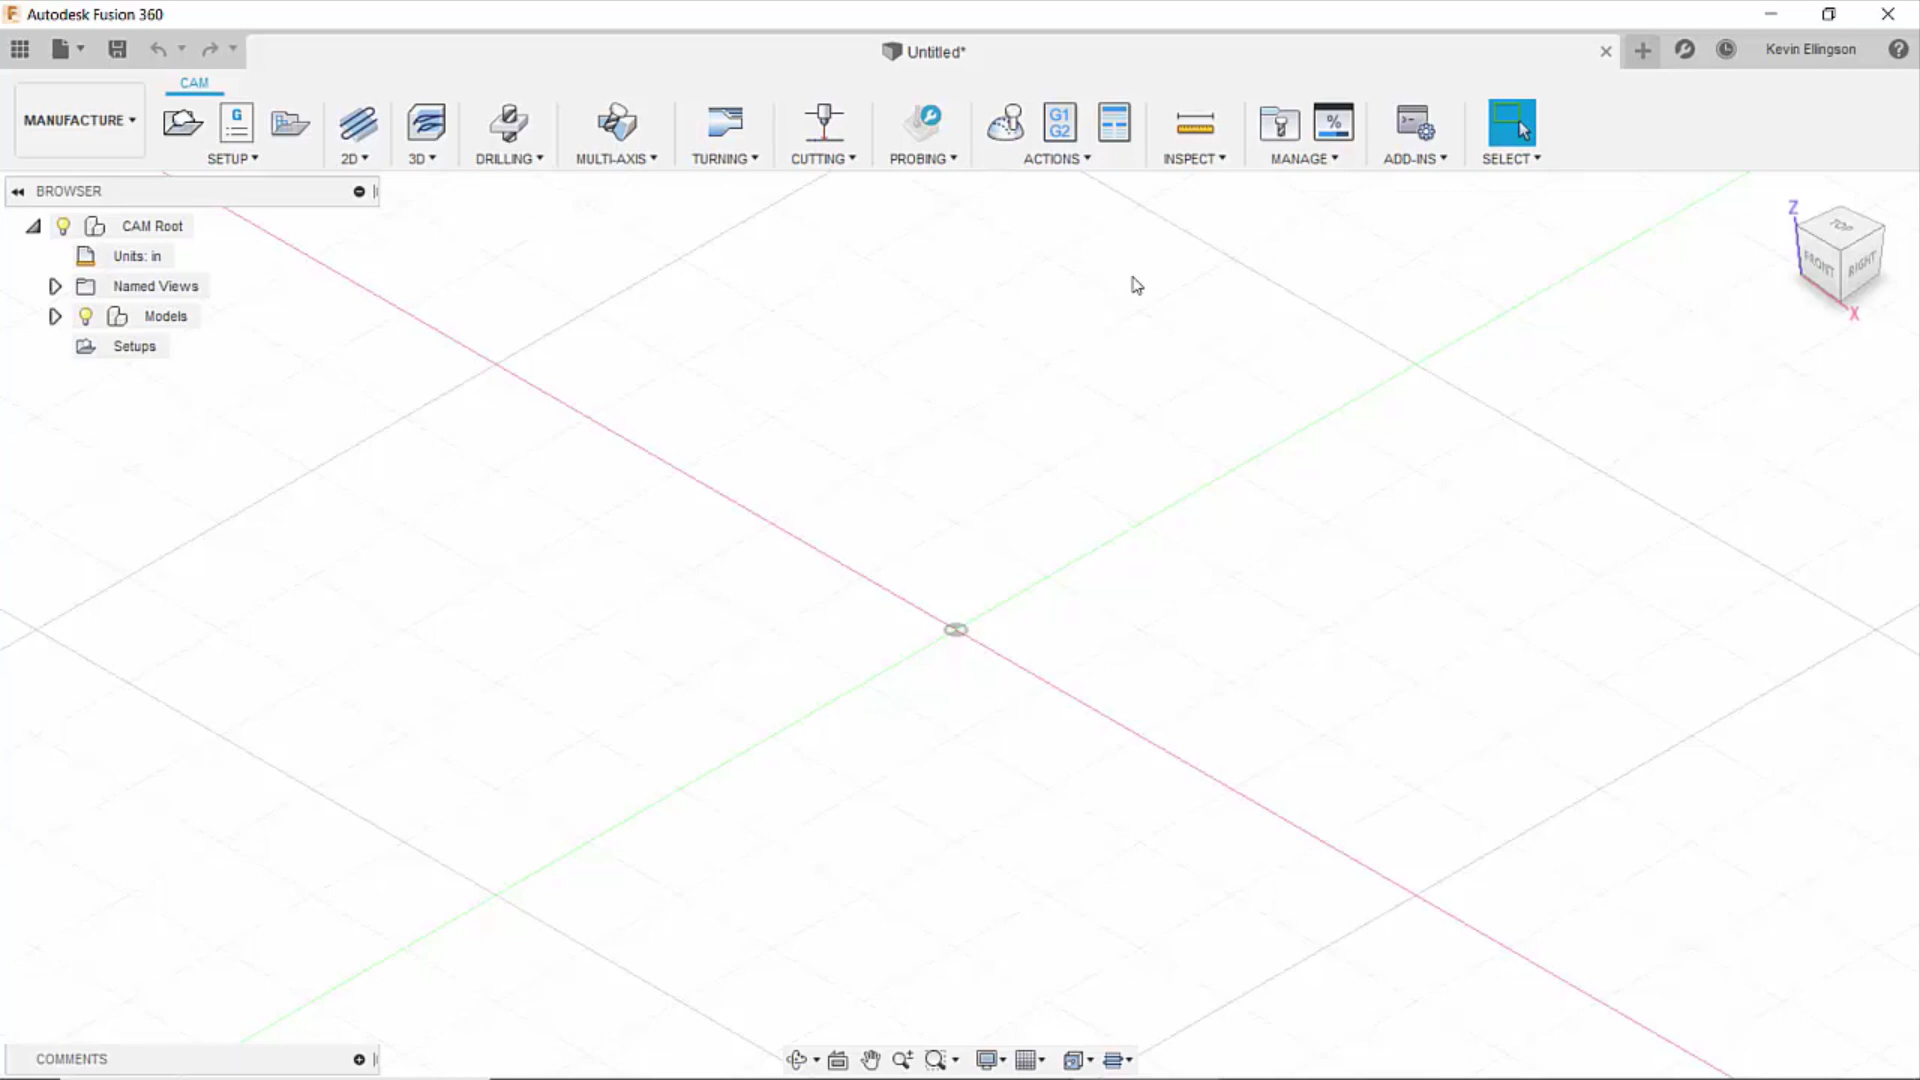 Autodesk Fusion 360
Untitled*
Kevin Ellingson
CAM
MANUFACTURE
G
G1
G2
%
SETUP
2D
3D
DRILLING
MULTI-AXIS
TURNING
CUTTING
PROBING
ACTIONS
INSPECT
MANAGE
ADD-INS
SELECT
BROWSER
CAM Root
Units: in
Named Views
Models
Setups
Z
TOP
FRONT
RIGHT
X
COMMENTS